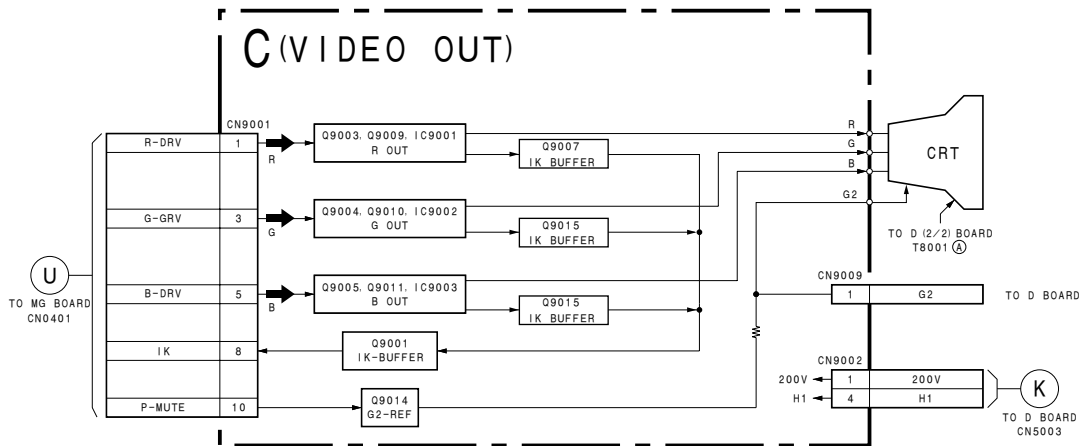 C (VIDEO OUT)
CN9001
R-DRV 1
R
Q9003, Q9009, IC9001
R OUT
Q9007
IK BUFFER
R
G
B
G2
CRT
TO D (2/2) BOARD
T8001 Ⓐ
G-GRV 3
G
Q9004, Q9010, IC9002
G OUT
Q9015
IK BUFFER
U
TO MG BOARD
CN0401
B-DRV 5
B
Q9005, Q9011, IC9003
B OUT
Q9015
IK BUFFER
CN9009
1 G2
TO D BOARD
IK 8
Q9001
IK-BUFFER
P-MUTE 10
Q9014
G2-REF
CN9002
200V 1 200V
H1 4 H1
K
TO D BOARD
CN5003